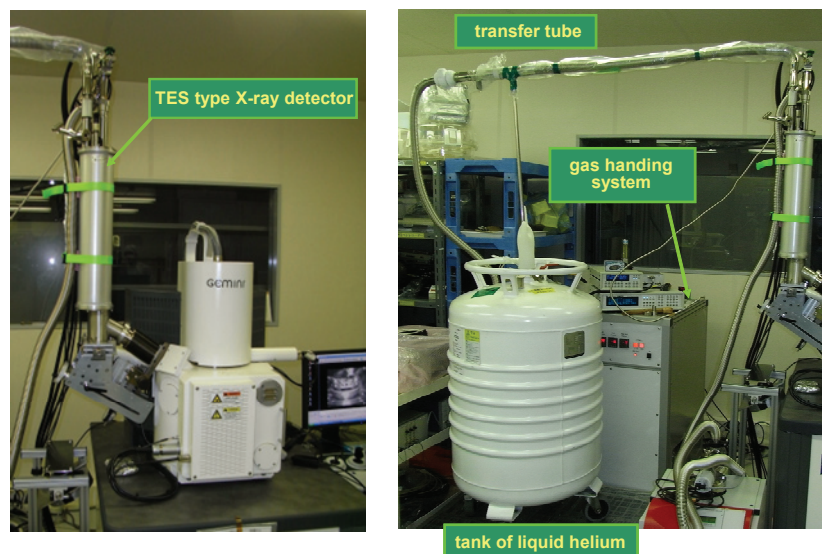 TES type X-ray detector
GEMINI
transfer tube
gas handing
system
tank of liquid helium